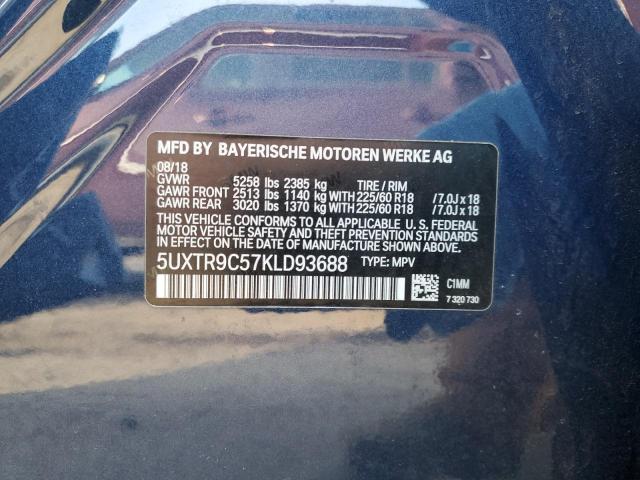 MFD BY BAYERISCHE MOTOREN WERKE AG
08/18
GVWR 5258 lbs 2385 kg TIRE / RIM
GAWR FRONT 2513 lbs 1140 kg WITH 225/60 R18 /7.0J x 18
GAWR REAR 3020 lbs 1370 kg WITH 225/60 R18 /7.0J x 18
THIS VEHICLE CONFORMS TO ALL APPLICABLE U. S. FEDERAL
MOTOR VEHICLE SAFETY, BUMPER, AND THEFT PREVENTION
STANDARDS IN EFFECT ON THE DATE OF MANUFACTURE SHOWN ABOVE.
5UXTR9C57KLD93688 TYPE: MPV
C1MM
7 320 730